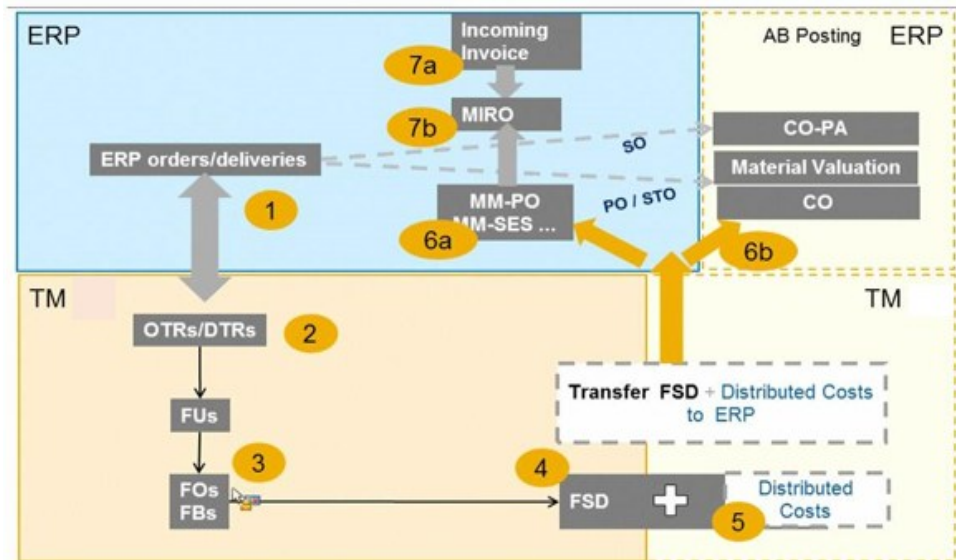 ERP
Incoming
Invoice
7a
AB Posting
ERP
MIRO
7b
CO-PA
SO
ERP orders/deliveries
Material Valuation
1
MM-PO
MM-SES ...
6a
PO / STO
CO
6b
TM
TM
OTRs/DTRs
2
Transfer FSD + Distributed Costs
to ERP
FUs
3
4
FOs
FBs
FSD
Distributed
Costs
5